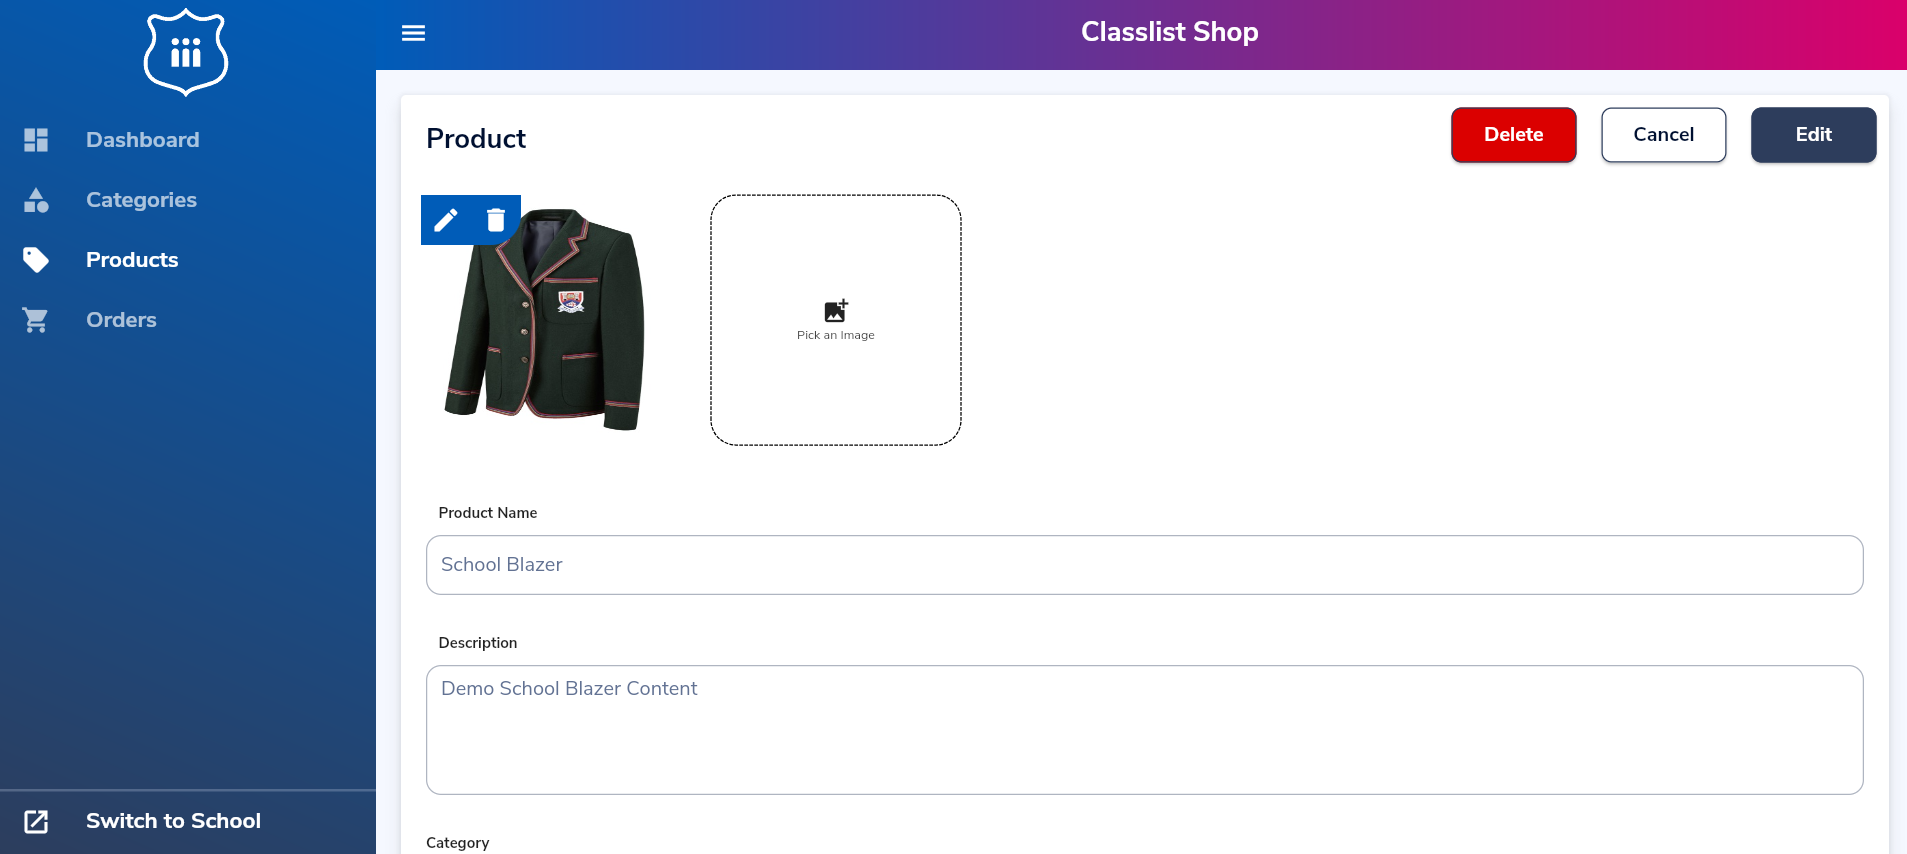 Classlist Shop
Dashboard
Categories
Products
Orders
Switch to School
Product
Delete
Cancel
Edit
Pick an Image
Product Name
School Blazer
Description
Demo School Blazer Content
Category